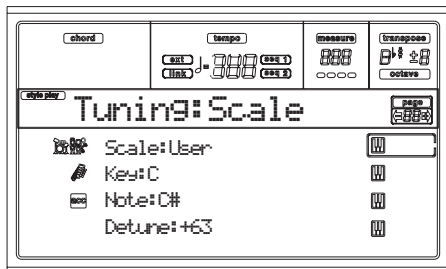 chord tempo measure transpose
ext seq 1
link seq 2
octave
style play
Tuning:Scale
page
Scale:User
Key:C
acc Note:C#
Detune:+63